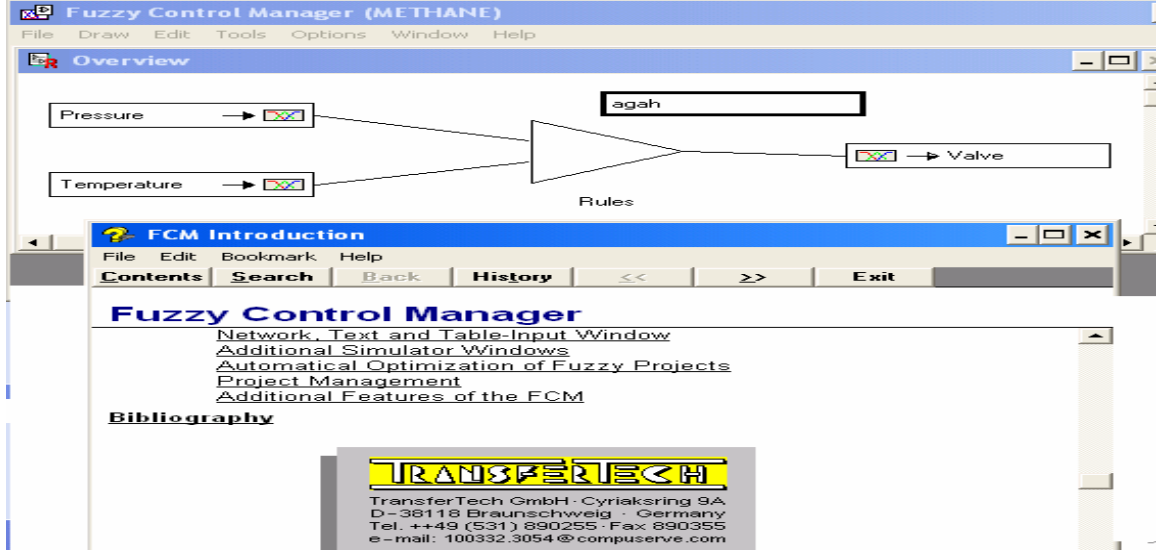 Fuzzy Control Manager (METHANE)
File Draw Edit Tools Options Window Help
Overview
agah
Pressure
Valve
Temperature
Rules
FCM Introduction
File Edit Bookmark Help
Contents Search Back History << >> Exit
Fuzzy Control Manager
Network, Text and Table-Input Window
Additional Simulator Windows
Automatical Optimization of Fuzzy Projects
Project Management
Additional Features of the FCM
Bibliography
TRANSFERTECH
TransferTech GmbH · Cyriaksring 9A
D-38118 Braunschweig · Germany
Tel. ++49 (531) 890255 · Fax 890355
e-mail: 100332.3054@compuserve.com